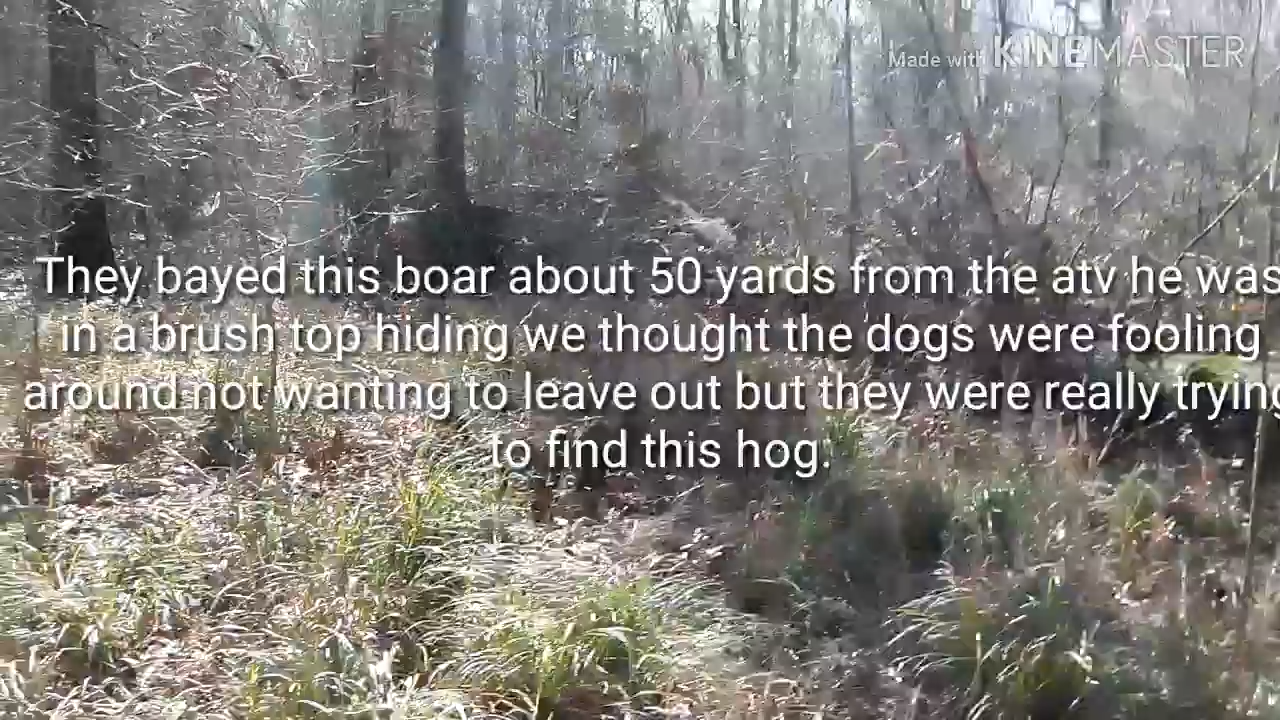 Made with KINEMASTER
They bayed this boar about 50 yards from the atv he was
in a brush top hiding we thought the dogs were fooling
around not wanting to leave out but they were really trying
to find this hog.